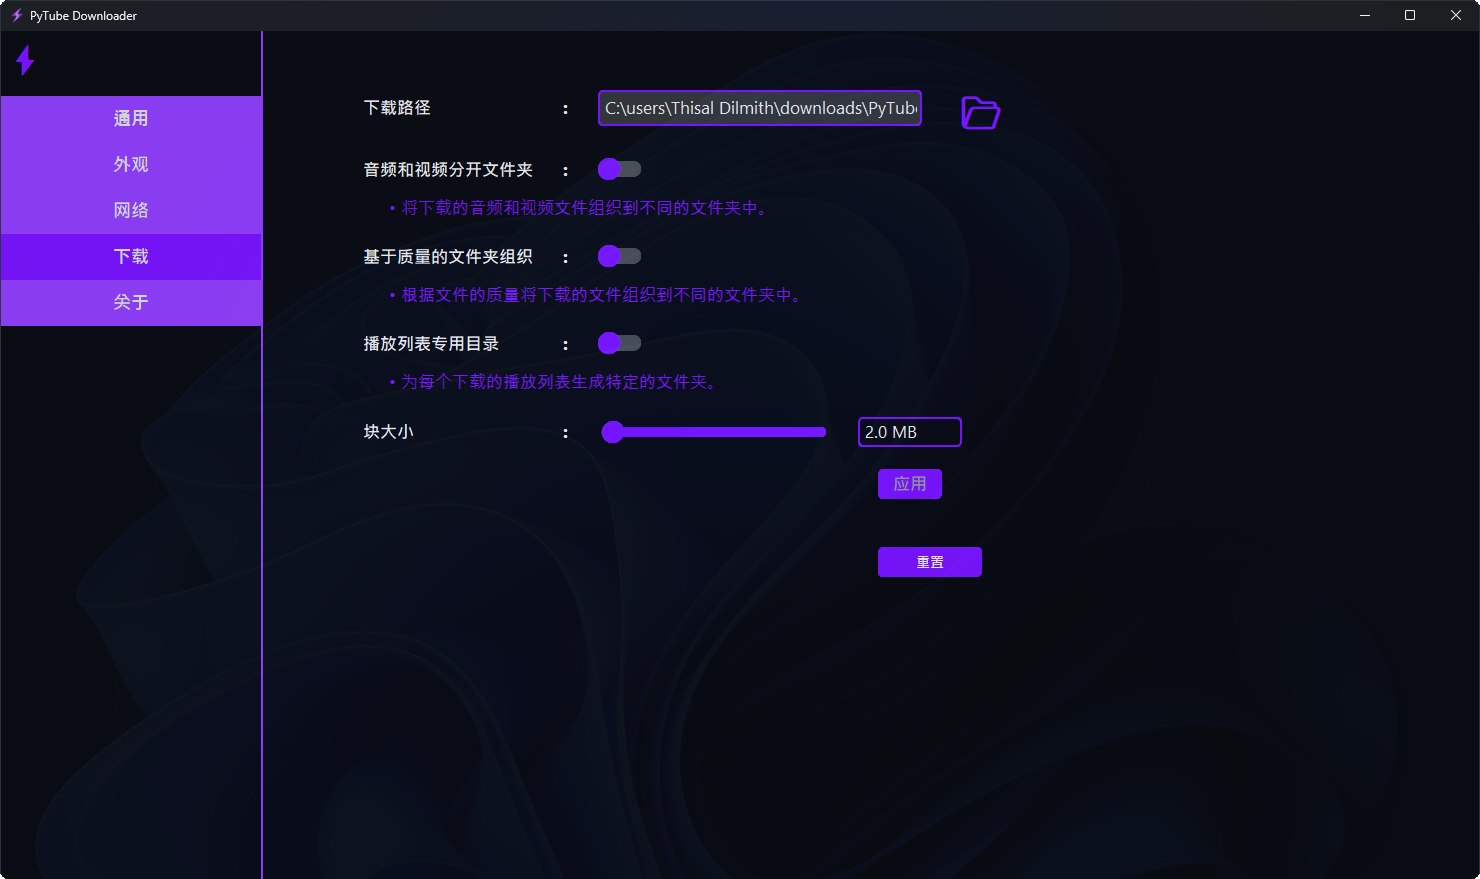 PyTube Downloader
通用
外观
网络
下载
关于
下载路径 : C:\users\Thisal Dilmith\downloads\PyTube
音频和视频分开文件夹 :
• 将下载的音频和视频文件组织到不同的文件夹中。
基于质量的文件夹组织 :
• 根据文件的质量将下载的文件组织到不同的文件夹中。
播放列表专用目录 :
• 为每个下载的播放列表生成特定的文件夹。
块大小 : 2.0 MB
应用
重置